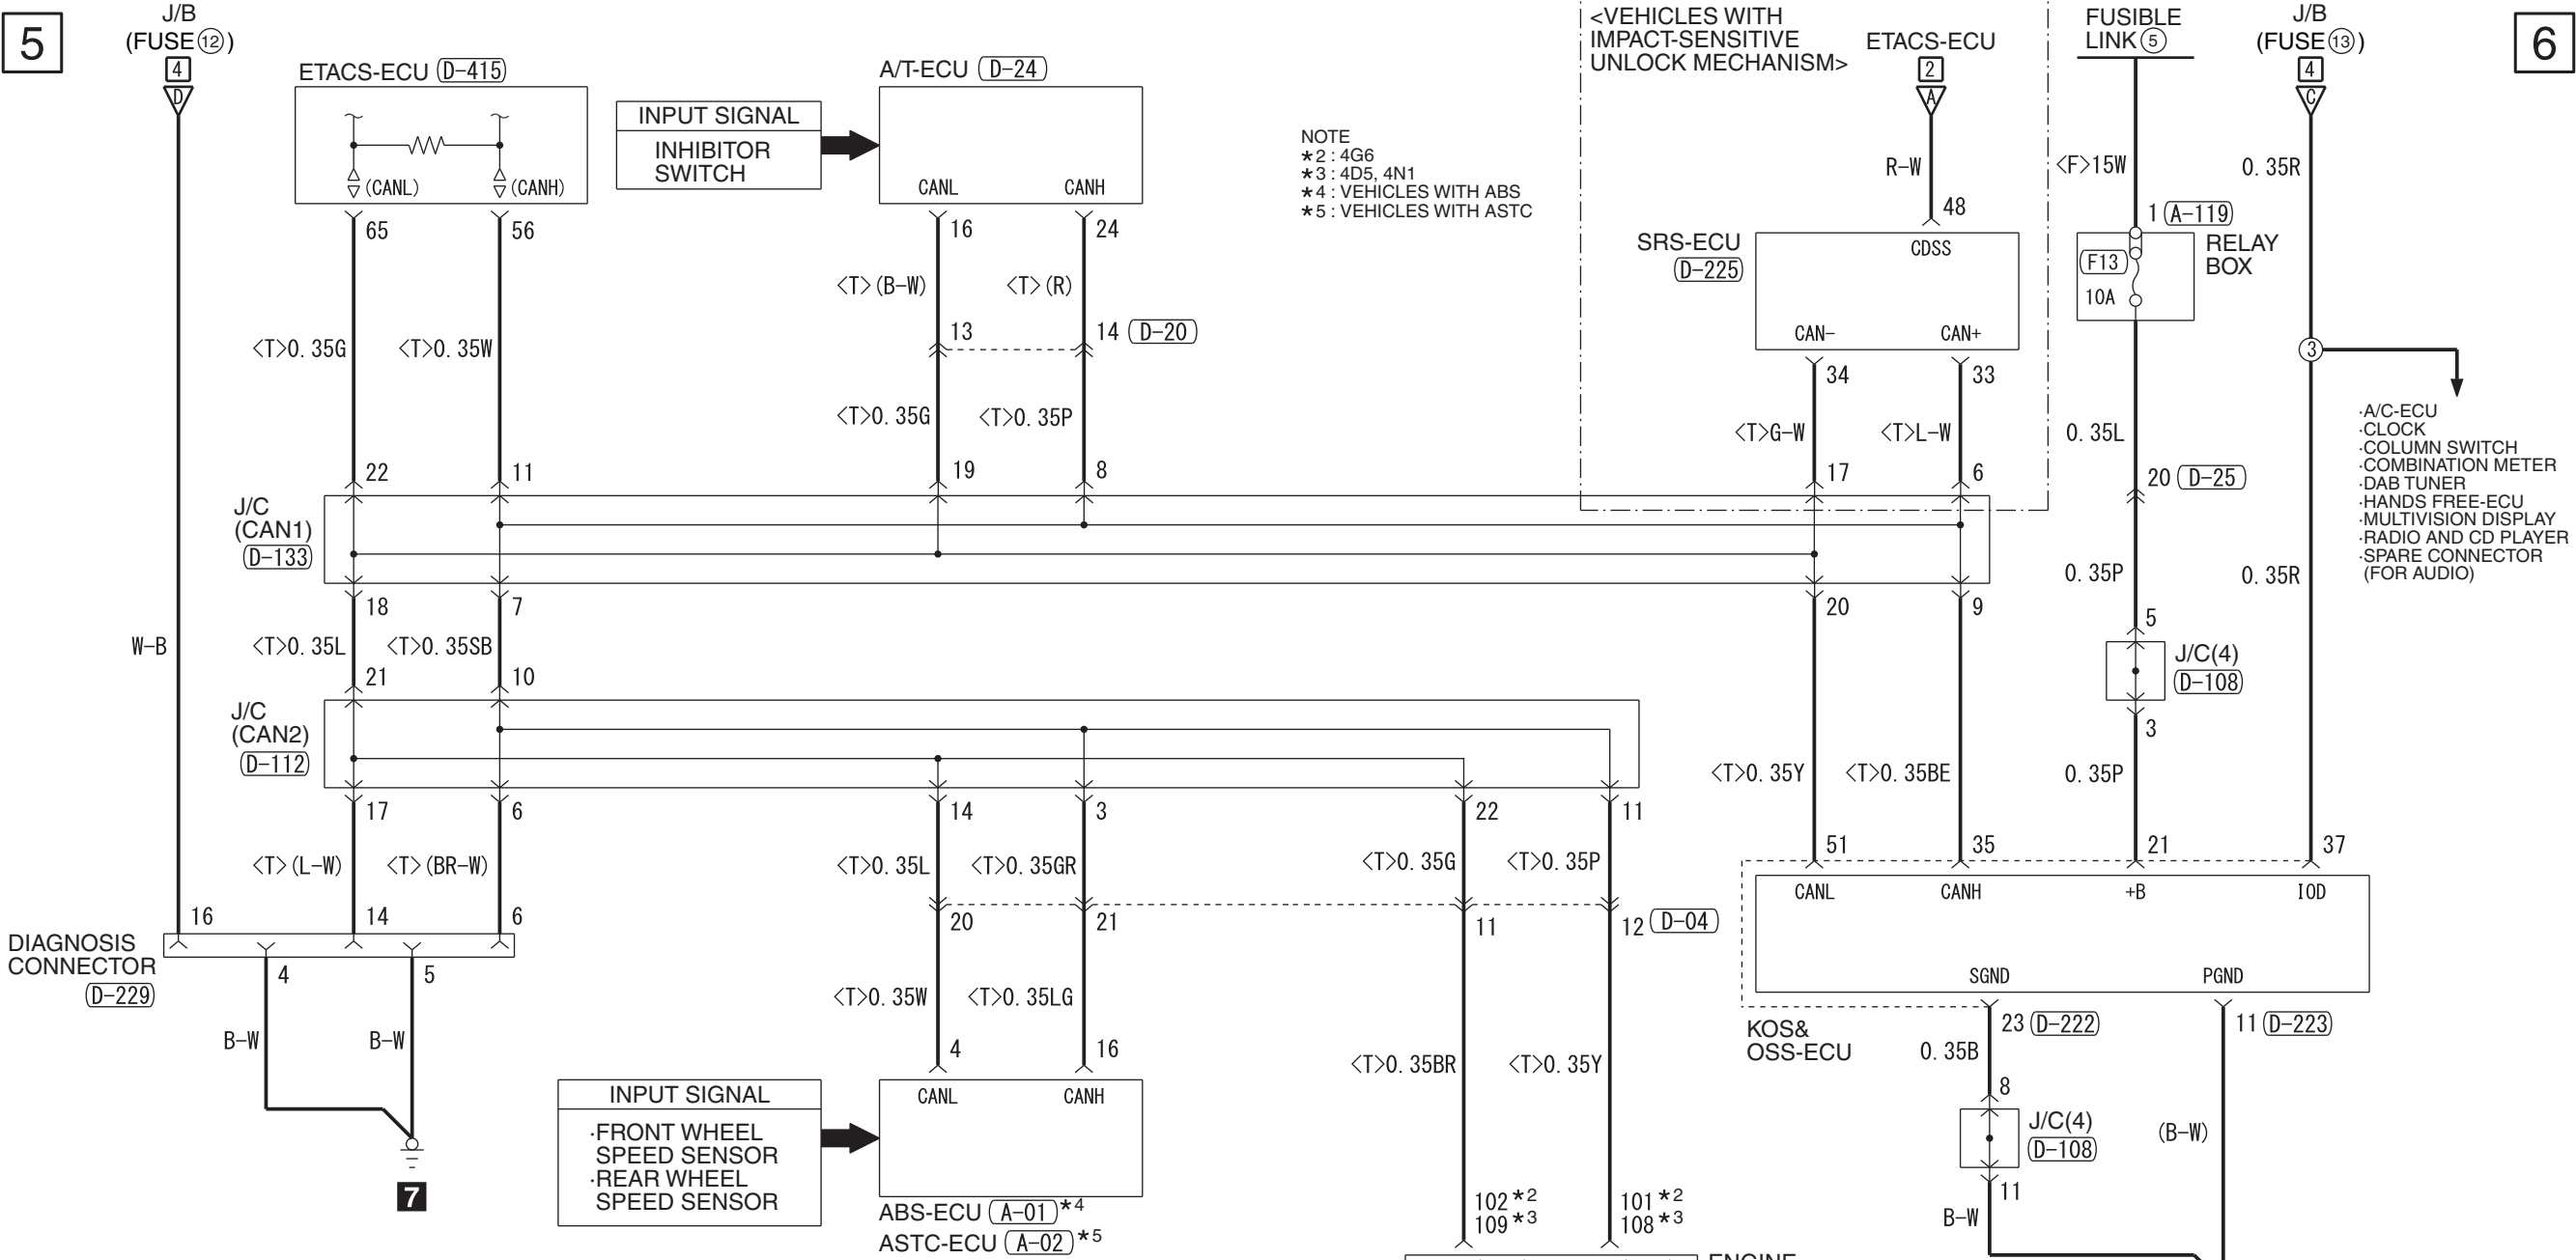 5
J/B
(FUSE⑫)
4
D
ETACS-ECU D-415
(CANL)
(CANH)
65
56
<T>0.35G
<T>0.35W
22
11
INPUT SIGNAL
INHIBITOR
SWITCH
A/T-ECU D-24
CANL
CANH
16
24
<T>(B-W)
<T>(R)
13
14 D-20
<T>0.35G
<T>0.35P
19
8
NOTE
*2 : 4G6
*3 : 4D5, 4N1
*4 : VEHICLES WITH ABS
*5 : VEHICLES WITH ASTC
<VEHICLES WITH
IMPACT-SENSITIVE
UNLOCK MECHANISM>
ETACS-ECU
2
A
R-W
48
SRS-ECU
D-225
CDSS
CAN-
CAN+
34
33
<T>G-W
<T>L-W
17
6
FUSIBLE
LINK⑤
<F>15W
1 A-119
F13
10A
RELAY
BOX
0.35L
20 D-25
0.35P
5
J/C(4)
D-108
3
0.35P
21
J/B
(FUSE⑬)
4
C
6
0.35R
3
·A/C-ECU
·CLOCK
·COLUMN SWITCH
·COMBINATION METER
·DAB TUNER
·HANDS FREE-ECU
·MULTIVISION DISPLAY
·RADIO AND CD PLAYER
·SPARE CONNECTOR
(FOR AUDIO)
0.35R
37
J/C
(CAN1)
D-133
18
7
20
9
W-B
<T>0.35L
<T>0.35SB
21
10
J/C
(CAN2)
D-112
17
6
14
3
22
11
<T>(L-W)
<T>(BR-W)
<T>0.35L
<T>0.35GR
<T>0.35G
<T>0.35P
<T>0.35Y
<T>0.35BE
51
35
16
14
6
20
21
11
12 D-04
DIAGNOSIS
CONNECTOR
D-229
4
5
B-W
B-W
7
<T>0.35W
<T>0.35LG
4
16
INPUT SIGNAL
·FRONT WHEEL
SPEED SENSOR
·REAR WHEEL
SPEED SENSOR
CANL
CANH
ABS-ECU A-01 *4
ASTC-ECU A-02 *5
<T>0.35BR
<T>0.35Y
102 *2
109 *3
101 *2
108 *3
ENGINE
CANL
CANH
+B
IOD
SGND
PGND
KOS&
OSS-ECU
23 D-222
11 D-223
0.35B
8
J/C(4)
D-108
11
B-W
(B-W)